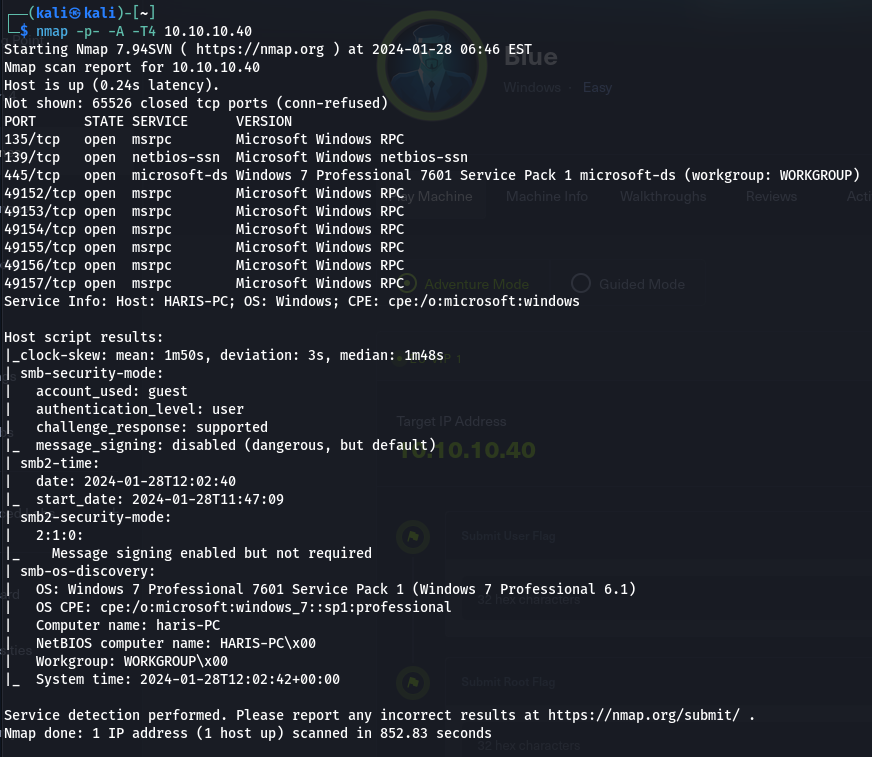 ┌──(kali㉿kali)-[~]
└─$ nmap -p- -A -T4 10.10.10.40
Starting Nmap 7.94SVN ( https://nmap.org ) at 2024-01-28 06:46 EST
Nmap scan report for 10.10.10.40
Blue
Host is up (0.24s latency).
Windows · Easy
Not shown: 65526 closed tcp ports (conn-refused)
PORT      STATE SERVICE      VERSION
135/tcp   open  msrpc        Microsoft Windows RPC
139/tcp   open  netbios-ssn  Microsoft Windows netbios-ssn
445/tcp   open  microsoft-ds Windows 7 Professional 7601 Service Pack 1 microsoft-ds (workgroup: WORKGROUP)
49152/tcp open  msrpc        Microsoft Windows RPC
Machine Machine Info Walkthroughs Reviews
49153/tcp open  msrpc        Microsoft Windows RPC
49154/tcp open  msrpc        Microsoft Windows RPC
49155/tcp open  msrpc        Microsoft Windows RPC
49156/tcp open  msrpc        Microsoft Windows RPC
49157/tcp open  msrpc        Microsoft Windows RPC
Adventure Mode Guided Mode
Service Info: Host: HARIS-PC; OS: Windows; CPE: cpe:/o:microsoft:windows
Host script results:
|_clock-skew: mean: 1m50s, deviation: 3s, median: 1m48s
| smb-security-mode:
|   account_used: guest
|   authentication_level: user
Target IP Address
|   challenge_response: supported
|_  message_signing: disabled (dangerous, but default)
10.10.10.40
| smb2-time:
|   date: 2024-01-28T12:02:40
|_  start_date: 2024-01-28T11:47:09
| smb2-security-mode:
|   2:1:0:
Submit User Flag
|_    Message signing enabled but not required
| smb-os-discovery:
|   OS: Windows 7 Professional 7601 Service Pack 1 (Windows 7 Professional 6.1)
32 hex characters
|   OS CPE: cpe:/o:microsoft:windows_7::sp1:professional
|   Computer name: haris-PC
|   NetBIOS computer name: HARIS-PC\x00
|   Workgroup: WORKGROUP\x00
|_  System time: 2024-01-28T12:02:42+00:00
Submit Root Flag
Service detection performed. Please report any incorrect results at https://nmap.org/submit/ .
Nmap done: 1 IP address (1 host up) scanned in 852.83 seconds
32 hex characters